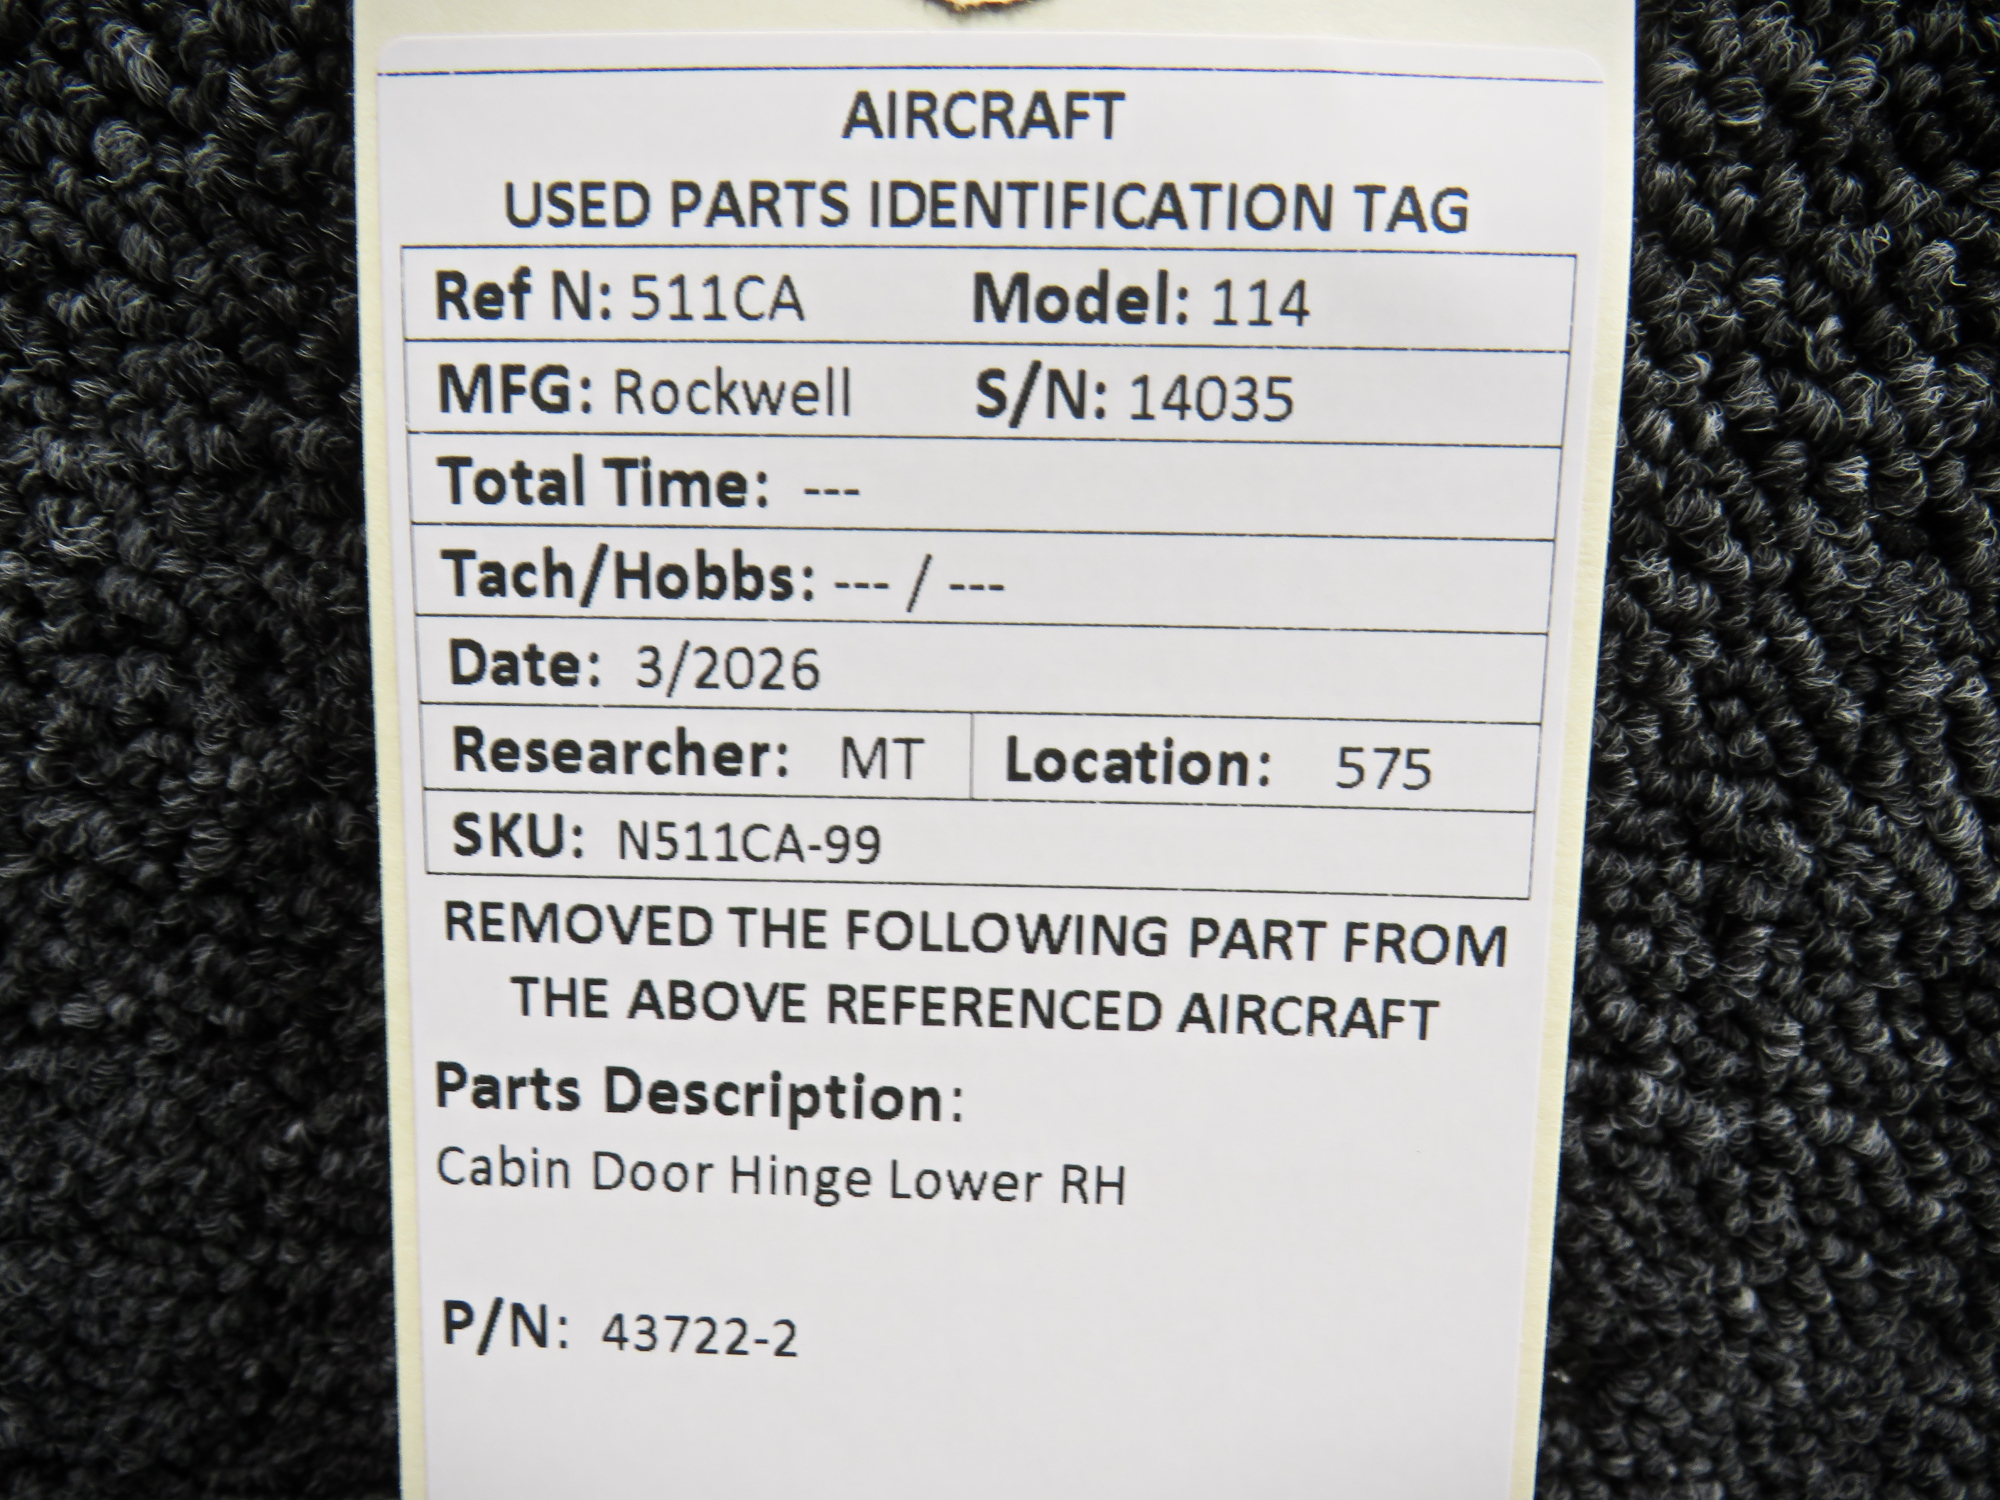 AIRCRAFT
USED PARTS IDENTIFICATION TAG
Ref N: 511CA Model: 114
MFG: Rockwell S/N: 14035
Total Time: ---
Tach/Hobbs: --- / ---
Date: 3/2026
Researcher: MT Location: 575
SKU: N511CA-99
REMOVED THE FOLLOWING PART FROM
THE ABOVE REFERENCED AIRCRAFT
Parts Description:
Cabin Door Hinge Lower RH
P/N: 43722-2